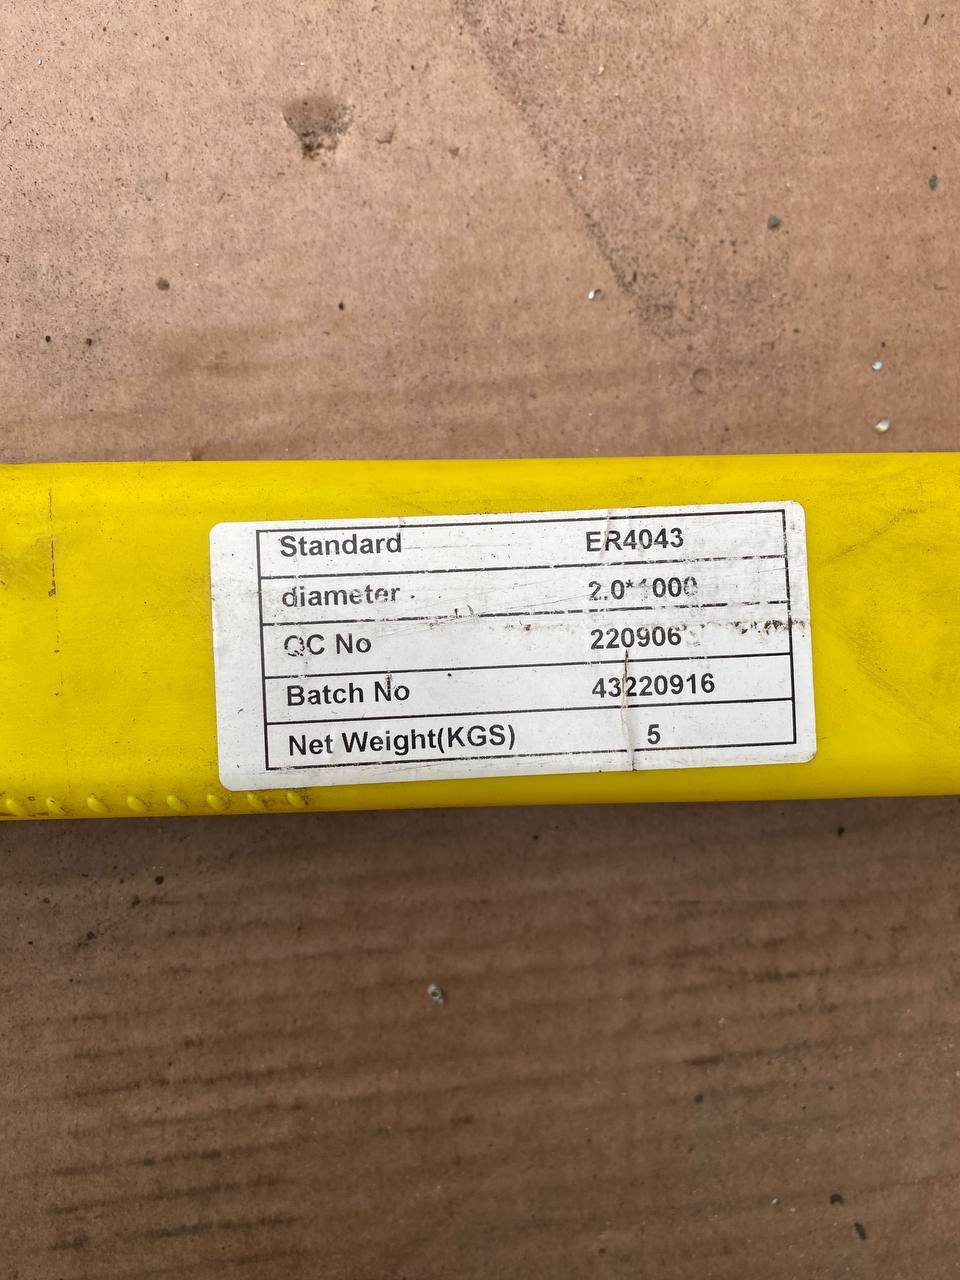 Standard ER4043
diameter 2.0*1000
QC No 220906
Batch No 43220916
Net Weight(KGS) 5